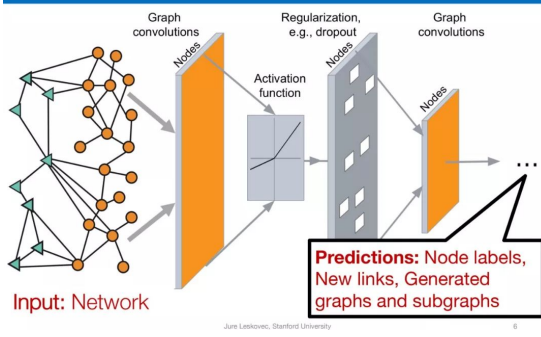 Graph
convolutions
Regularization,
e.g., dropout
Graph
convolutions
Nodes
Activation
function
Nodes
Nodes
...
Predictions: Node labels,
New links, Generated
graphs and subgraphs
Input: Network
Jure Leskovec, Stanford University
6